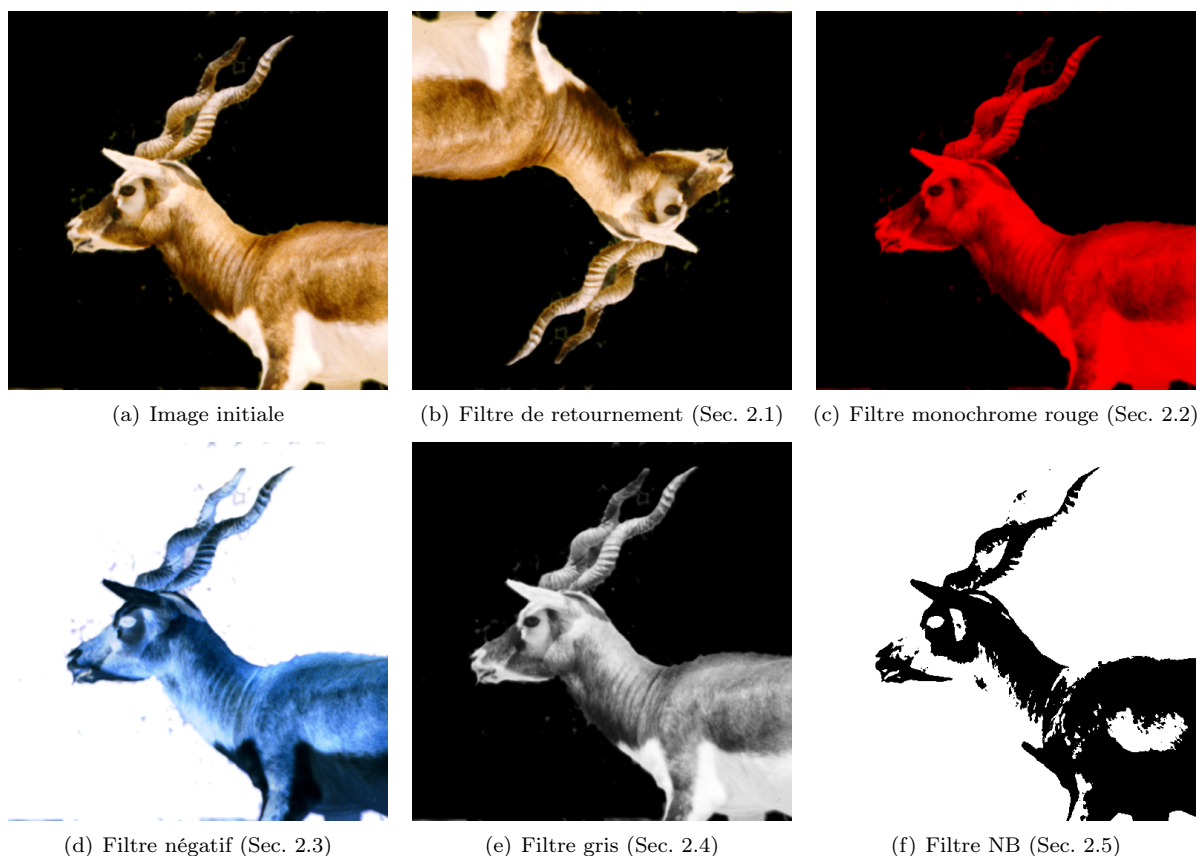 (a) Image initiale
(b) Filtre de retournement (Sec. 2.1)
(c) Filtre monochrome rouge (Sec. 2.2)
(d) Filtre négatif (Sec. 2.3)
(e) Filtre gris (Sec. 2.4)
(f) Filtre NB (Sec. 2.5)